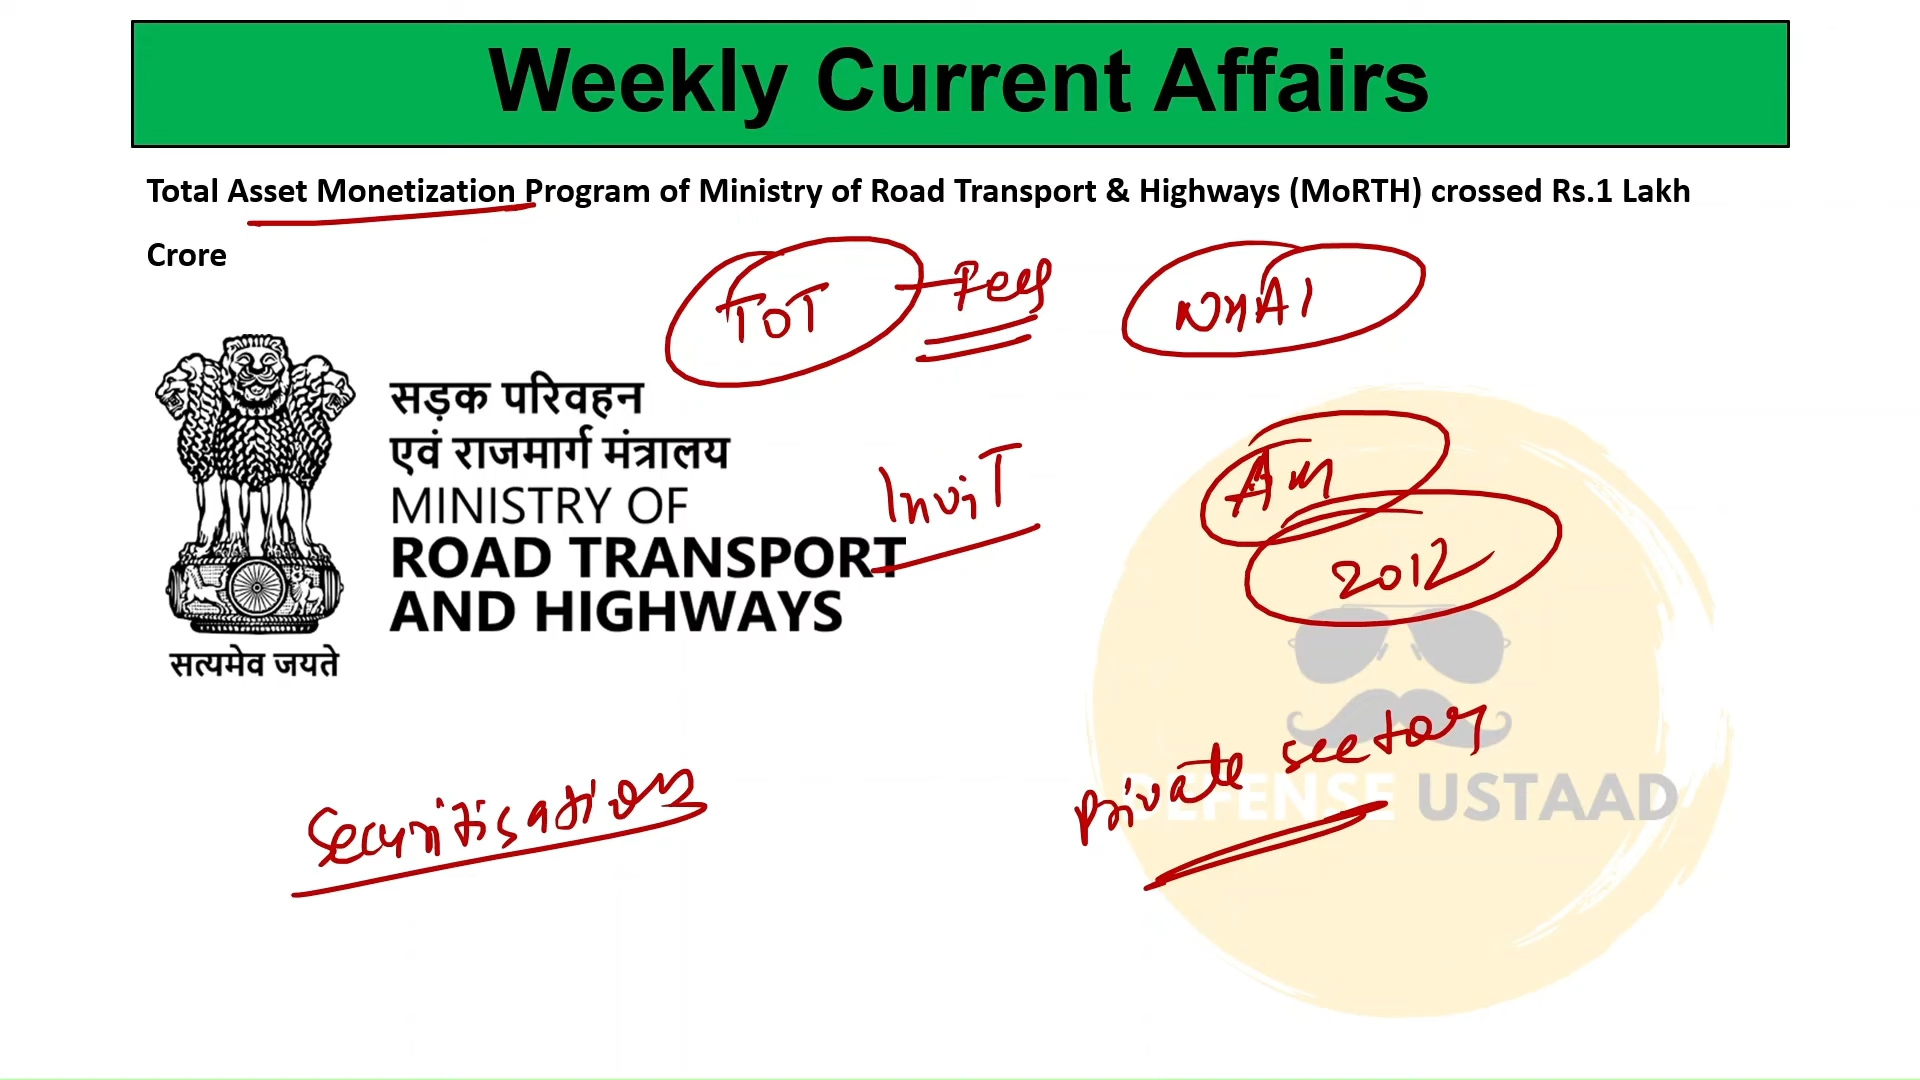 Weekly Current Affairs
Total Asset Monetization Program of Ministry of Road Transport & Highways (MoRTH) crossed Rs.1 Lakh
Crore
TOT Fees NHAI
सड़क परिवहन
एवं राजमार्ग मंत्रालय
MINISTRY OF
ROAD TRANSPORT
AND HIGHWAYS
सत्यमेव जयते
InviT
AM
2012
Private sector
DEFENSE USTAAD
Securitisation